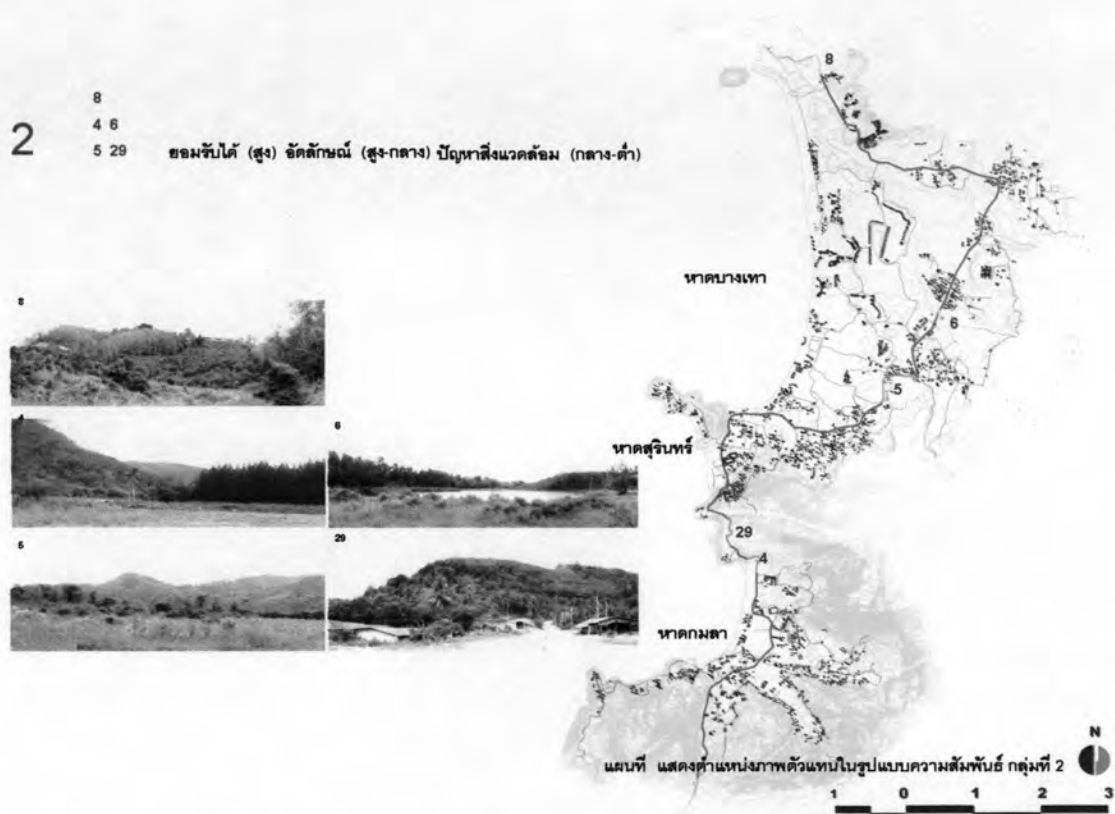 8
4 6
2
5 29
ยอมรับได้ (สูง) อัตลักษณ์ (สูง-กลาง) ปัญหาสิ่งแวดล้อม (กลาง-ต่ำ)
8
4
6
5
29
8
หาดบางเทา
6
5
หาดสุรินทร์
29
4
หาดกมลา
N
แผนที่ แสดงตำแหน่งภาพตัวแทนในรูปแบบความสัมพันธ์ กลุ่มที่ 2
1 0 1 2 3